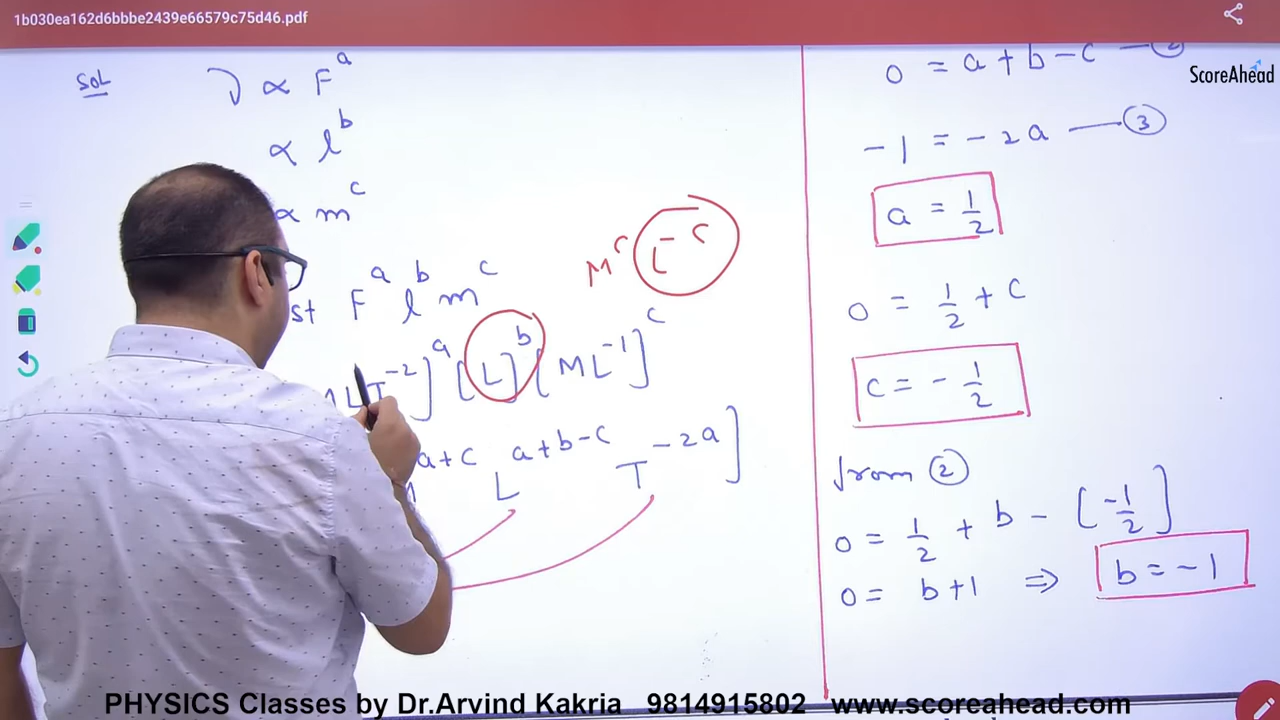 1b030ea162d6bbbe2439e66579c75d46.pdf
ScoreAhead
Sol ν ∝ F^a
∝ l^b
∝ m^c
st F^a l^b m^c
M^c L^-c
T^-2]^a [L]^b [ML^-1]^c
a+c L^a+b-c T^-2a]
0 = a + b - c — ②
-1 = -2a — ③
a = 1/2
0 = 1/2 + c
c = - 1/2
from ②
0 = 1/2 + b - [-1/2]
0 = b+1 ⇒ b = -1
PHYSICS Classes by Dr.Arvind Kakria 9814915802 www.scoreahead.com